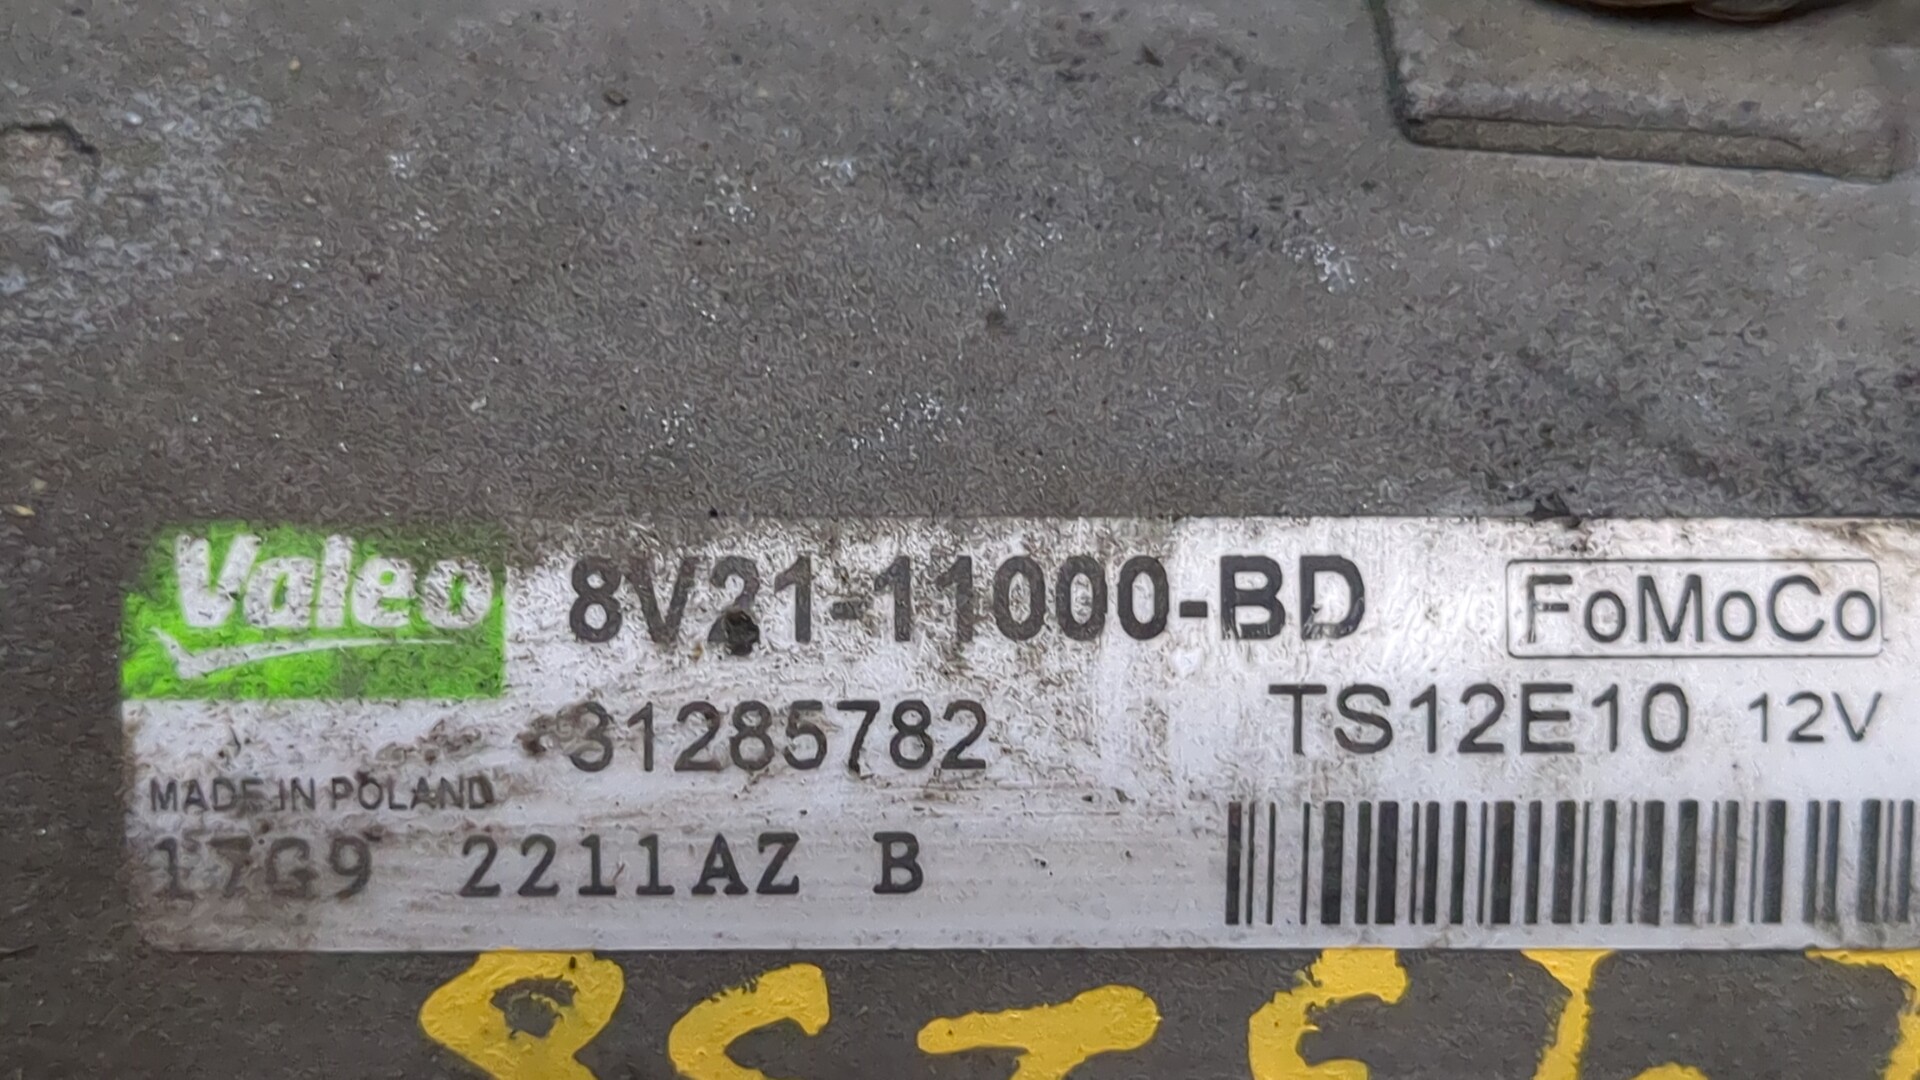 Valeo 8V21-11000-BD FoMoCo
31285782 TS12E10 12V
MADE IN POLAND
17G9 2211AZ B